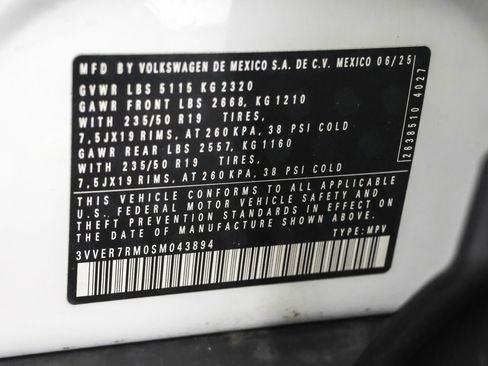 MFD BY VOLKSWAGEN DE MEXICO S.A. DE C.V. MEXICO 06/25
GVWR LBS 5115 KG 2320
GAWR FRONT LBS 2668, KG 1210
WITH 235/50 R19 TIRES,
7,5JX19 RIMS, AT 260 KPA, 38 PSI COLD
GAWR REAR LBS 2557, KG 1160
WITH 235/50 R19 TIRES,
7,5JX19 RIMS, AT 260 KPA, 38 PSI COLD
THIS VEHICLE CONFORMS TO ALL APPLICABLE
U.S. FEDERAL MOTOR VEHICLE SAFETY AND
THEFT PREVENTION STANDARDS IN EFFECT ON
THE DATE OF MANUFACTURE SHOWN ABOVE.
3VVER7RM0SM043894 TYPE: MPV
2638510 4027